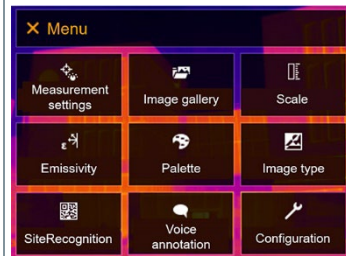 Menu
Measurement
settings
Image gallery
Scale
ε
Emissivity
Palette
Image type
SiteRecognition
Voice
annotation
Configuration